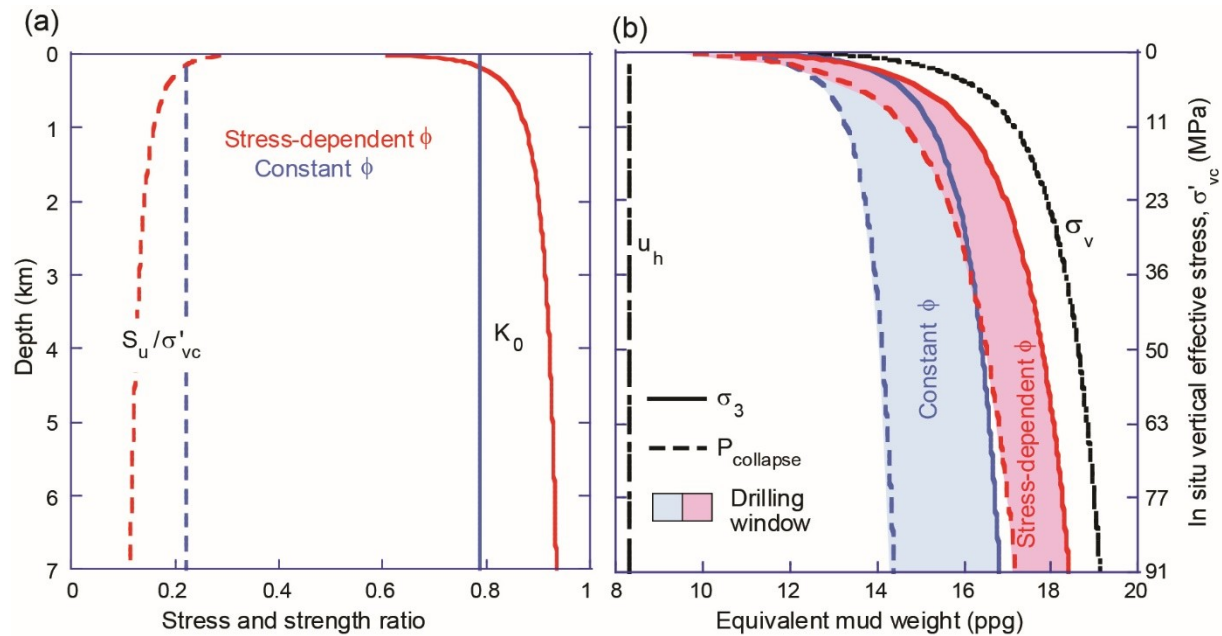 (a)
0
1
2
3
4
5
6
7
Depth (km)
Stress-dependent ϕ
Constant ϕ
S_u/σ'_vc
K_0
0
0.2
0.4
0.6
0.8
1
Stress and strength ratio
(b)
u_h
σ_v
σ_3
P_collapse
Drilling
window
Constant ϕ
Stress-dependent ϕ
8
10
12
14
16
18
20
Equivalent mud weight (ppg)
0
11
23
36
50
63
77
91
In situ vertical effective stress, σ'_vc (MPa)